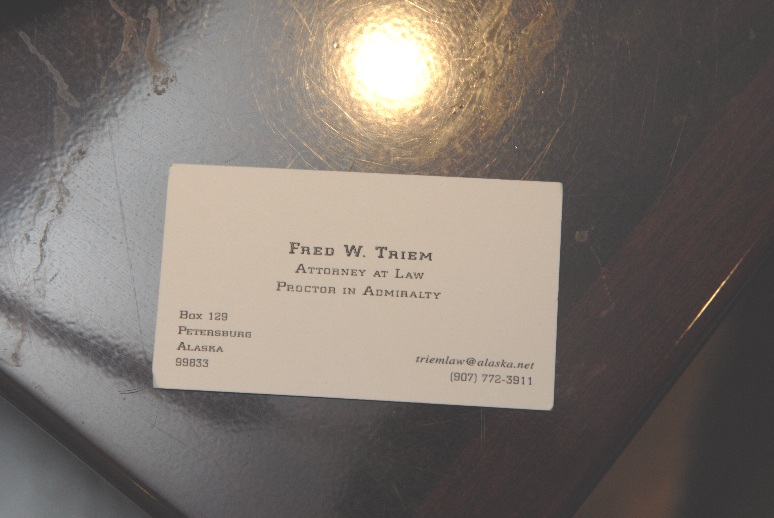 Fred W. Triem
Attorney at Law
Proctor in Admiralty
Box 129
Petersburg
Alaska
99833
triemlaw@alaska.net
(907) 772-3911